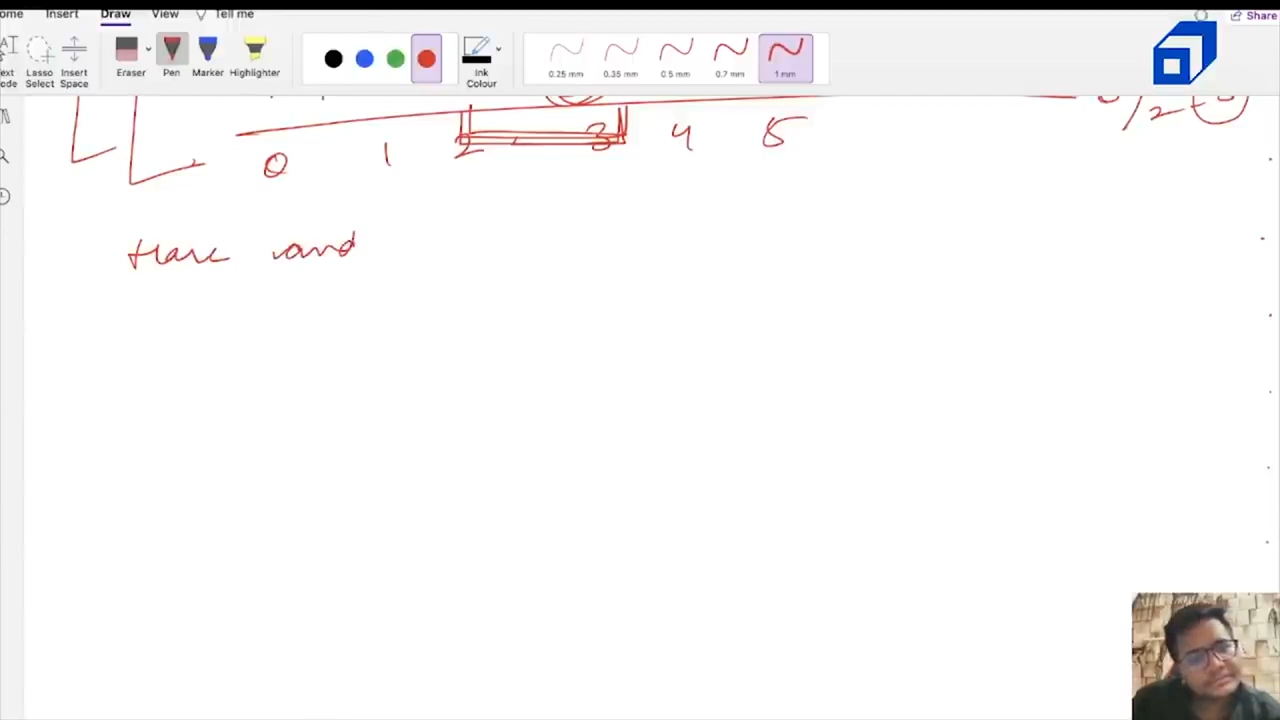 Home Insert Draw View Tell me Share
Text Mode Lasso Select Insert Space Eraser Pen Marker Highlighter Ink Colour 0.25 mm 0.35 mm 0.5 mm 0.7 mm 1 mm
0 1 2 3 4 5
Hare and